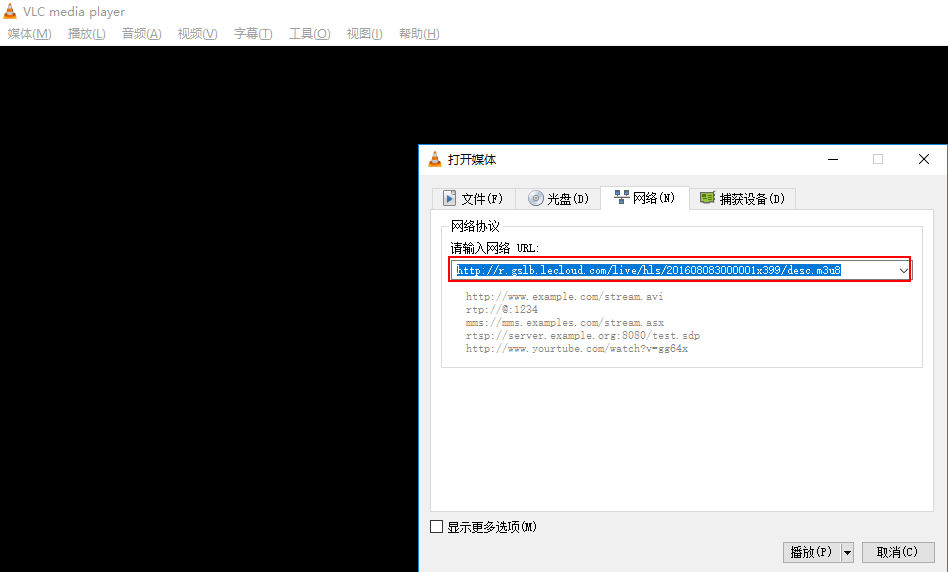 VLC media player
媒体(M) 播放(L) 音频(A) 视频(V) 字幕(T) 工具(O) 视图(I) 帮助(H)
打开媒体
文件(F) 光盘(D) 网络(N) 捕获设备(D)
网络协议
请输入网络 URL:
http://r.gslb.lecloud.com/live/hls/201608083000001x399/desc.m3u8
http://www.example.com/stream.avi
rtp://@:1234
mms://mms.examples.com/stream.asx
rtsp://server.example.org:8080/test.sdp
http://www.yourtube.com/watch?v=gg64x
显示更多选项(M)
播放(P) 取消(C)